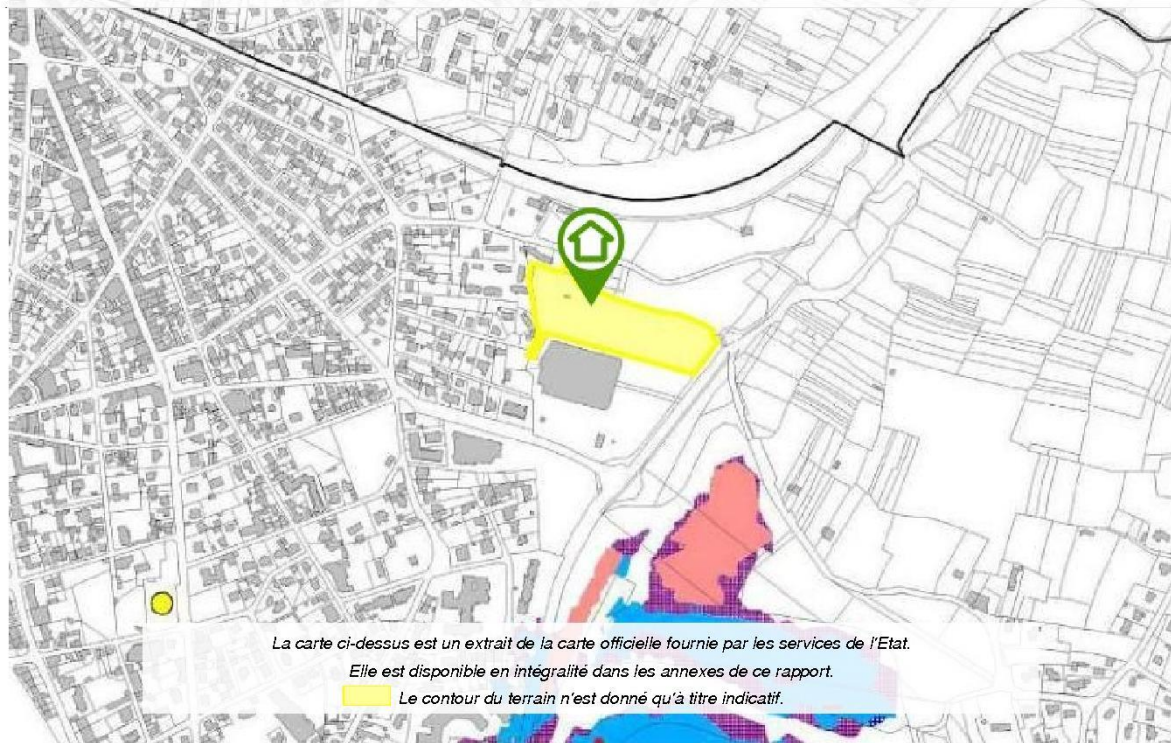 La carte ci-dessus est un extrait de la carte officielle fournie par les services de l'Etat.
Elle est disponible en intégralité dans les annexes de ce rapport.
Le contour du terrain n'est donné qu'à titre indicatif.